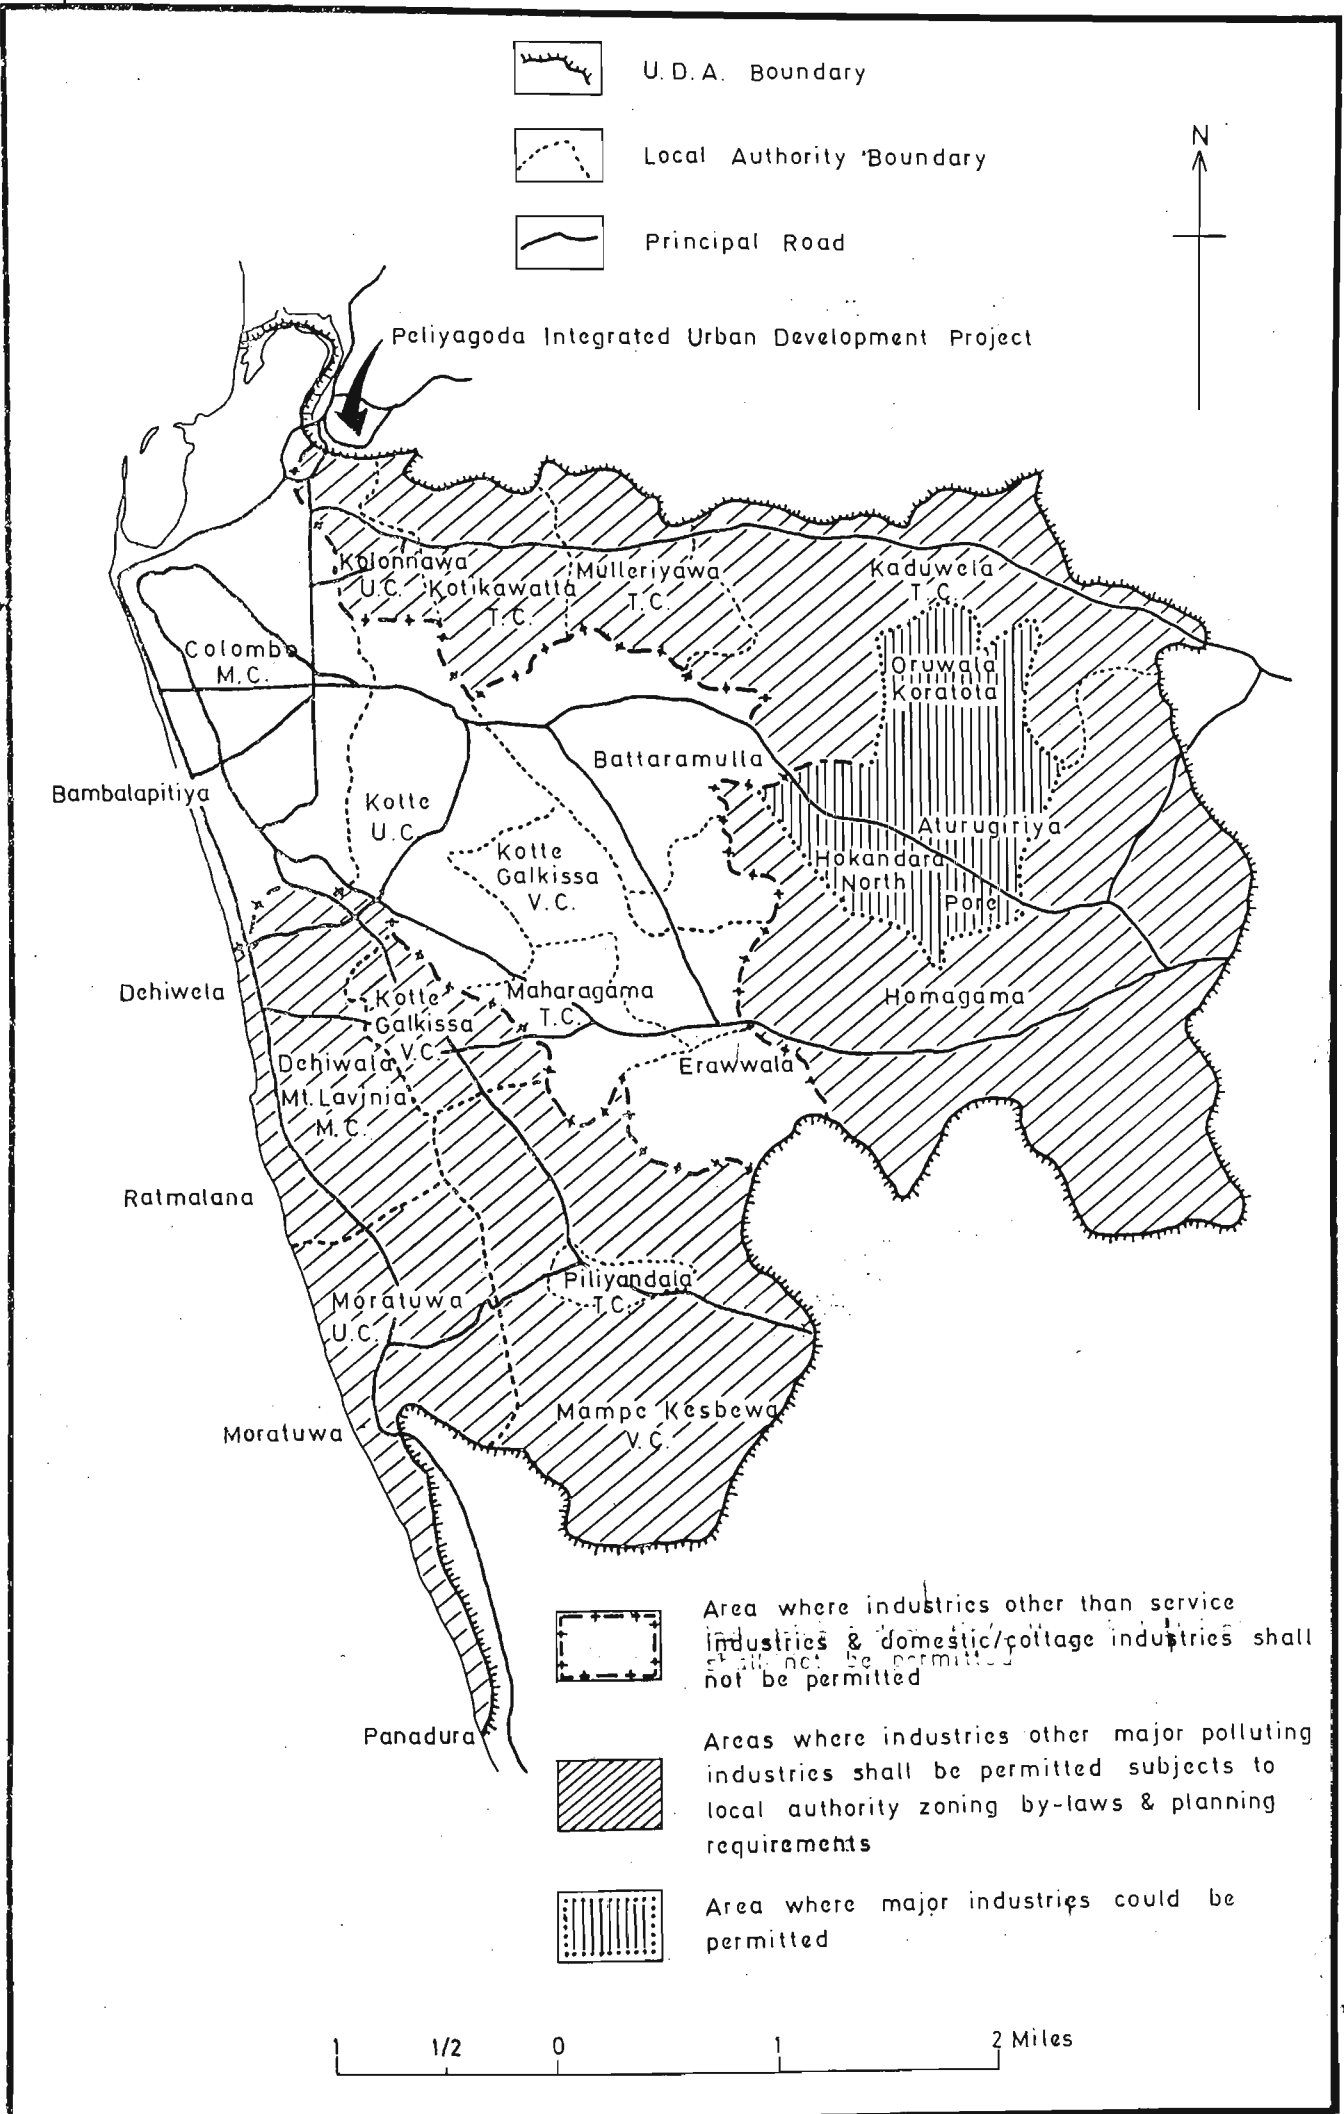 U.D.A. Boundary
Local Authority Boundary
Principal Road
N
Peliyagoda Integrated Urban Development Project
Kolonnawa
U.C.
Kotikawatta
T.C.
Mulleriyawa
T.C.
Kaduwela
T.C.
Colombo
M.C.
Oruwala
Koratota
Battaramulla
Bambalapitiya
Kotte
U.C.
Kotte
Galkissa
V.C.
Aturugiriya
Hokandara
North
Pore
Dehiwela
Kotte
Galkissa
V.C.
Maharagama
T.C.
Homagama
Dehiwala
Mt. Lavinia
M.C.
Erawwala
Ratmalana
Moratuwa
U.C.
Piliyandala
T.C.
Mampe Kesbewa
V.C.
Moratuwa
Panadura
Area where industries other than service
industries & domestic/cottage industries shall
shall not be permitted
not be permitted
Areas where industries other major polluting
industries shall be permitted subjects to
local authority zoning by-laws & planning
requirements
Area where major industries could be
permitted
1 1/2 0 1 2 Miles